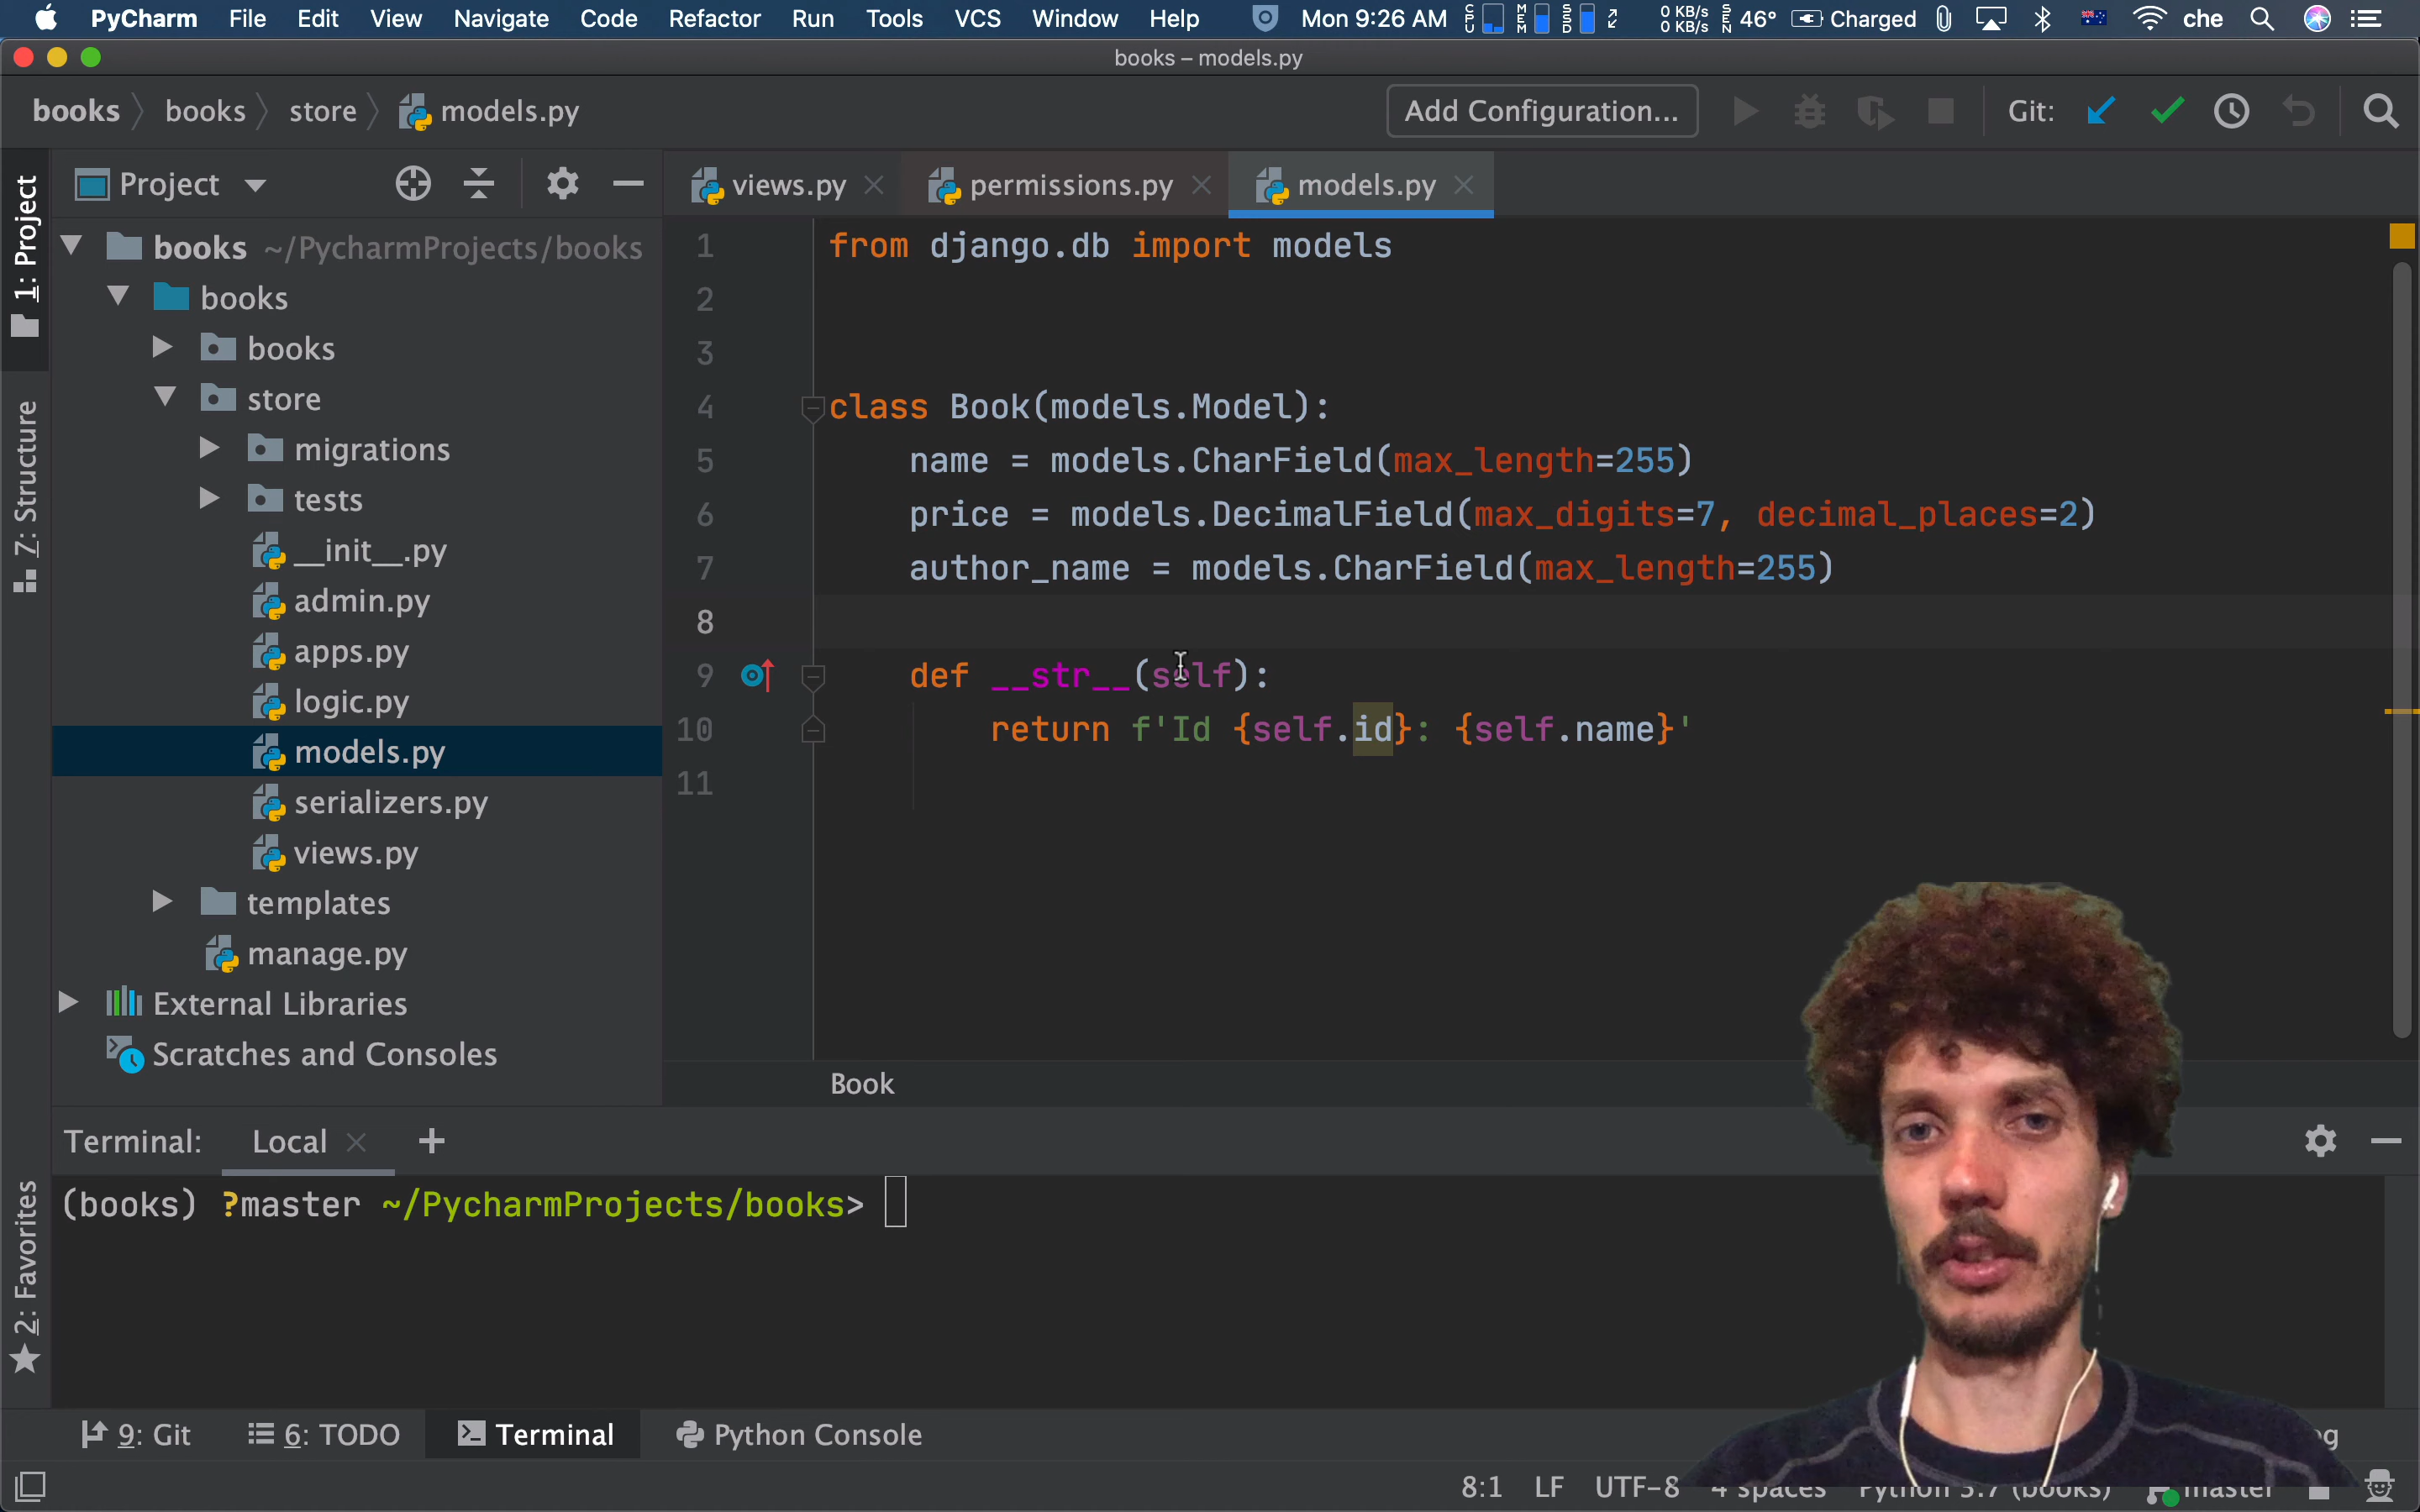 PyCharm File Edit View Navigate Code Refactor Run Tools VCS Window Help Mon 9:26 AM CPU MEM SSD 0 KB/s 0 KB/s SEN 46° Charged che
books – models.py
books books store models.py Add Configuration... Git:
1: Project
Project
views.py permissions.py models.py
books ~/PycharmProjects/books
books
books
store
migrations
tests
__init__.py
admin.py
apps.py
logic.py
models.py
serializers.py
views.py
templates
manage.py
External Libraries
Scratches and Consoles
7: Structure
2: Favorites
1 from django.db import models
2
3
4 class Book(models.Model):
5 name = models.CharField(max_length=255)
6 price = models.DecimalField(max_digits=7, decimal_places=2)
7 author_name = models.CharField(max_length=255)
8
9 def __str__(self):
10 return f'Id {self.id}: {self.name}'
11
Book
Terminal: Local
(books) ?master ~/PycharmProjects/books>
9: Git 6: TODO Terminal Python Console
8:1 LF UTF-8 4 spaces Python 3.7 (books) master